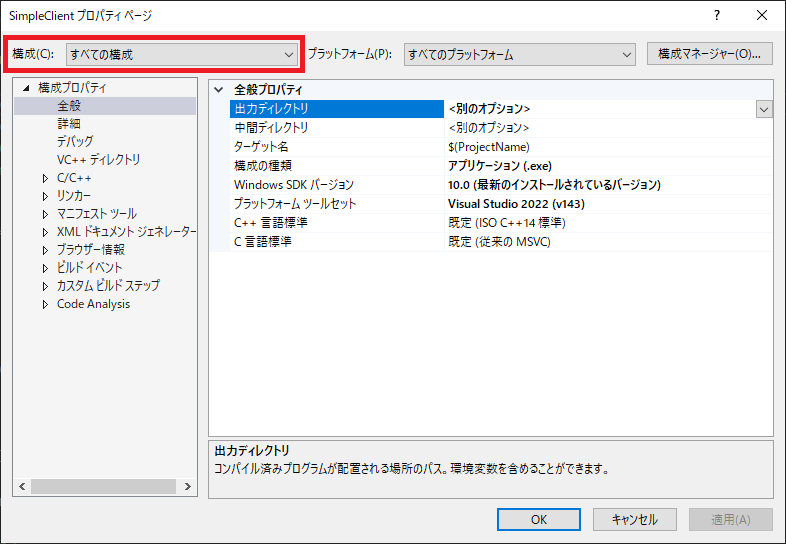 SimpleClient プロパティ ページ
構成(C): すべての構成 プラットフォーム(P): すべてのプラットフォーム 構成マネージャー(O)...
構成プロパティ
全般
詳細
デバッグ
VC++ ディレクトリ
C/C++
リンカー
マニフェスト ツール
XML ドキュメント ジェネレーター
ブラウザー情報
ビルド イベント
カスタム ビルド ステップ
Code Analysis
全般プロパティ
出力ディレクトリ <別のオプション>
中間ディレクトリ <別のオプション>
ターゲット名 $(ProjectName)
構成の種類 アプリケーション (.exe)
Windows SDK バージョン 10.0 (最新のインストールされているバージョン)
プラットフォーム ツールセット Visual Studio 2022 (v143)
C++ 言語標準 既定 (ISO C++14 標準)
C 言語標準 既定 (従来の MSVC)
出力ディレクトリ
コンパイル済みプログラムが配置される場所のパス。環境変数を含めることができます。
OK キャンセル 適用(A)